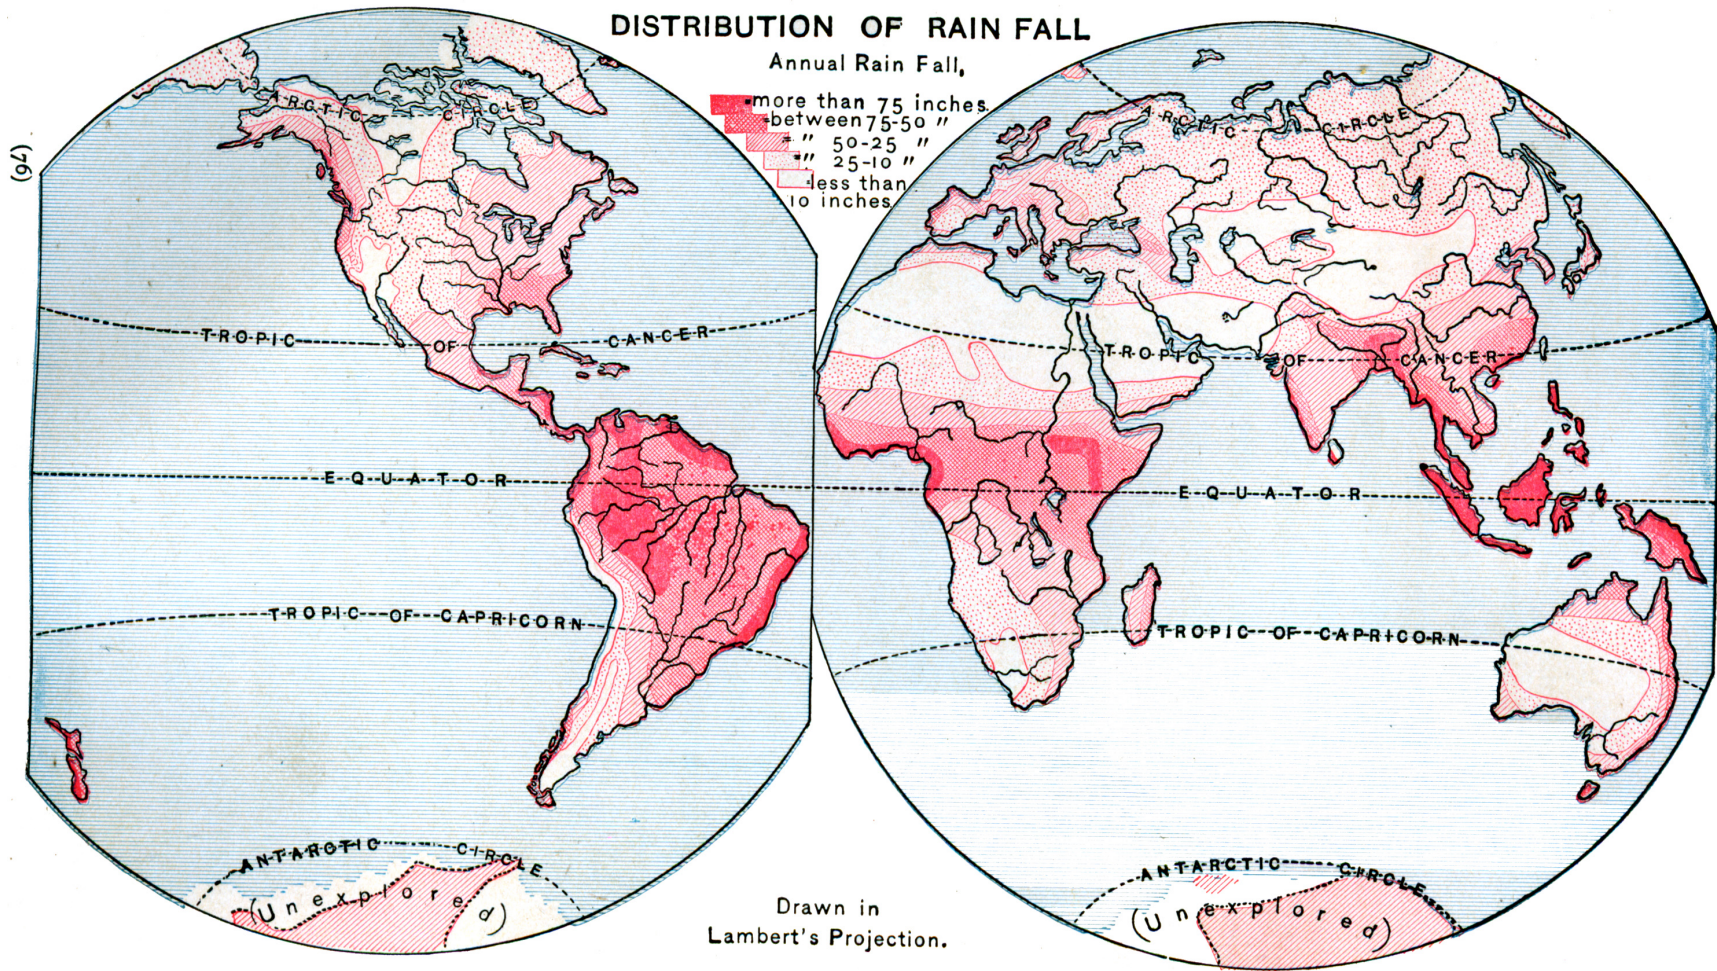 DISTRIBUTION OF RAIN FALL
Annual Rain Fall,
more than 75 inches.
between 75-50 "
" 50-25 "
" 25-10 "
less than
10 inches
(76)
ARCTIC CIRCLE
TROPIC OF CANCER
EQUATOR
TROPIC OF CAPRICORN
ANTARCTIC CIRCLE
(Unexplored)
ARCTIC CIRCLE
TROPIC OF CANCER
EQUATOR
TROPIC OF CAPRICORN
ANTARCTIC CIRCLE
(Unexplored)
Drawn in
Lambert's Projection.